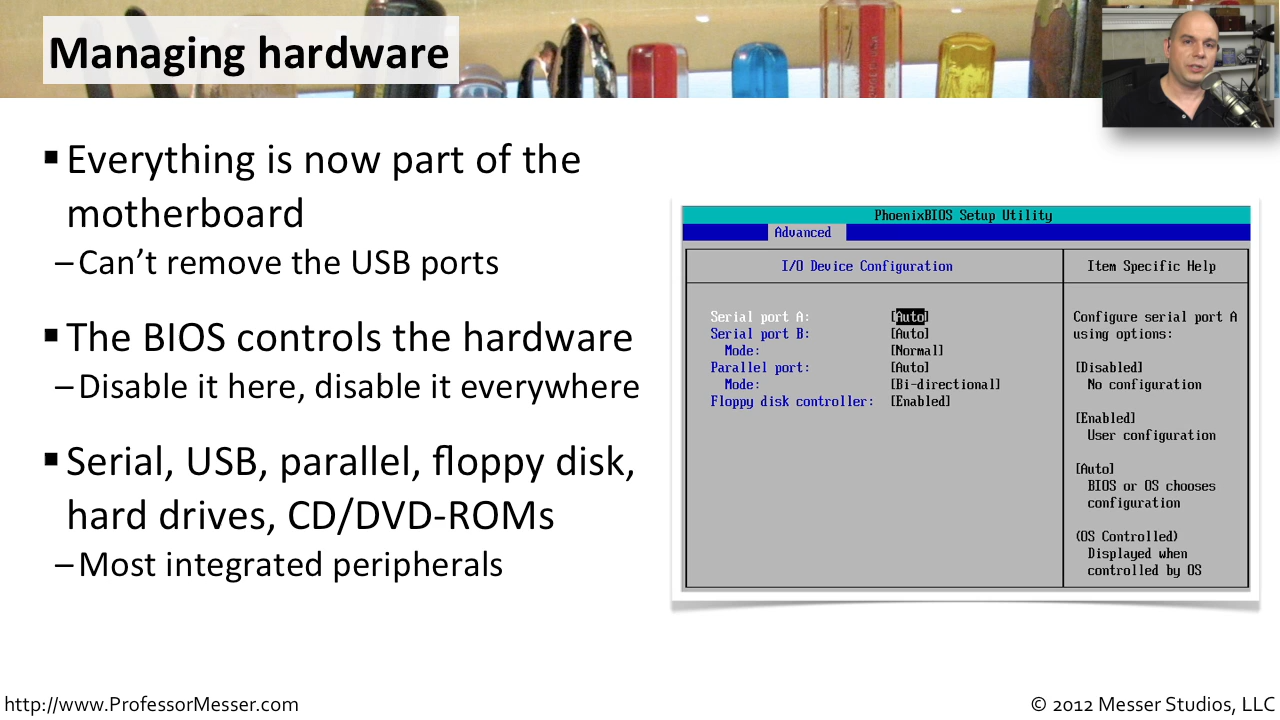 Managing hardware
▪ Everything is now part of the
motherboard
– Can’t remove the USB ports
▪ The BIOS controls the hardware
– Disable it here, disable it everywhere
▪ Serial, USB, parallel, floppy disk,
hard drives, CD/DVD-ROMs
– Most integrated peripherals
PhoenixBIOS Setup Utility
Advanced
I/O Device Configuration
Serial port A: [Auto]
Serial port B: [Auto]
Mode: [Normal]
Parallel port: [Auto]
Mode: [Bi-directional]
Floppy disk controller: [Enabled]
Item Specific Help
Configure serial port A
using options:
[Disabled]
No configuration
[Enabled]
User configuration
[Auto]
BIOS or OS chooses
configuration
(OS Controlled)
Displayed when
controlled by OS
http://www.ProfessorMesser.com
© 2012 Messer Studios, LLC